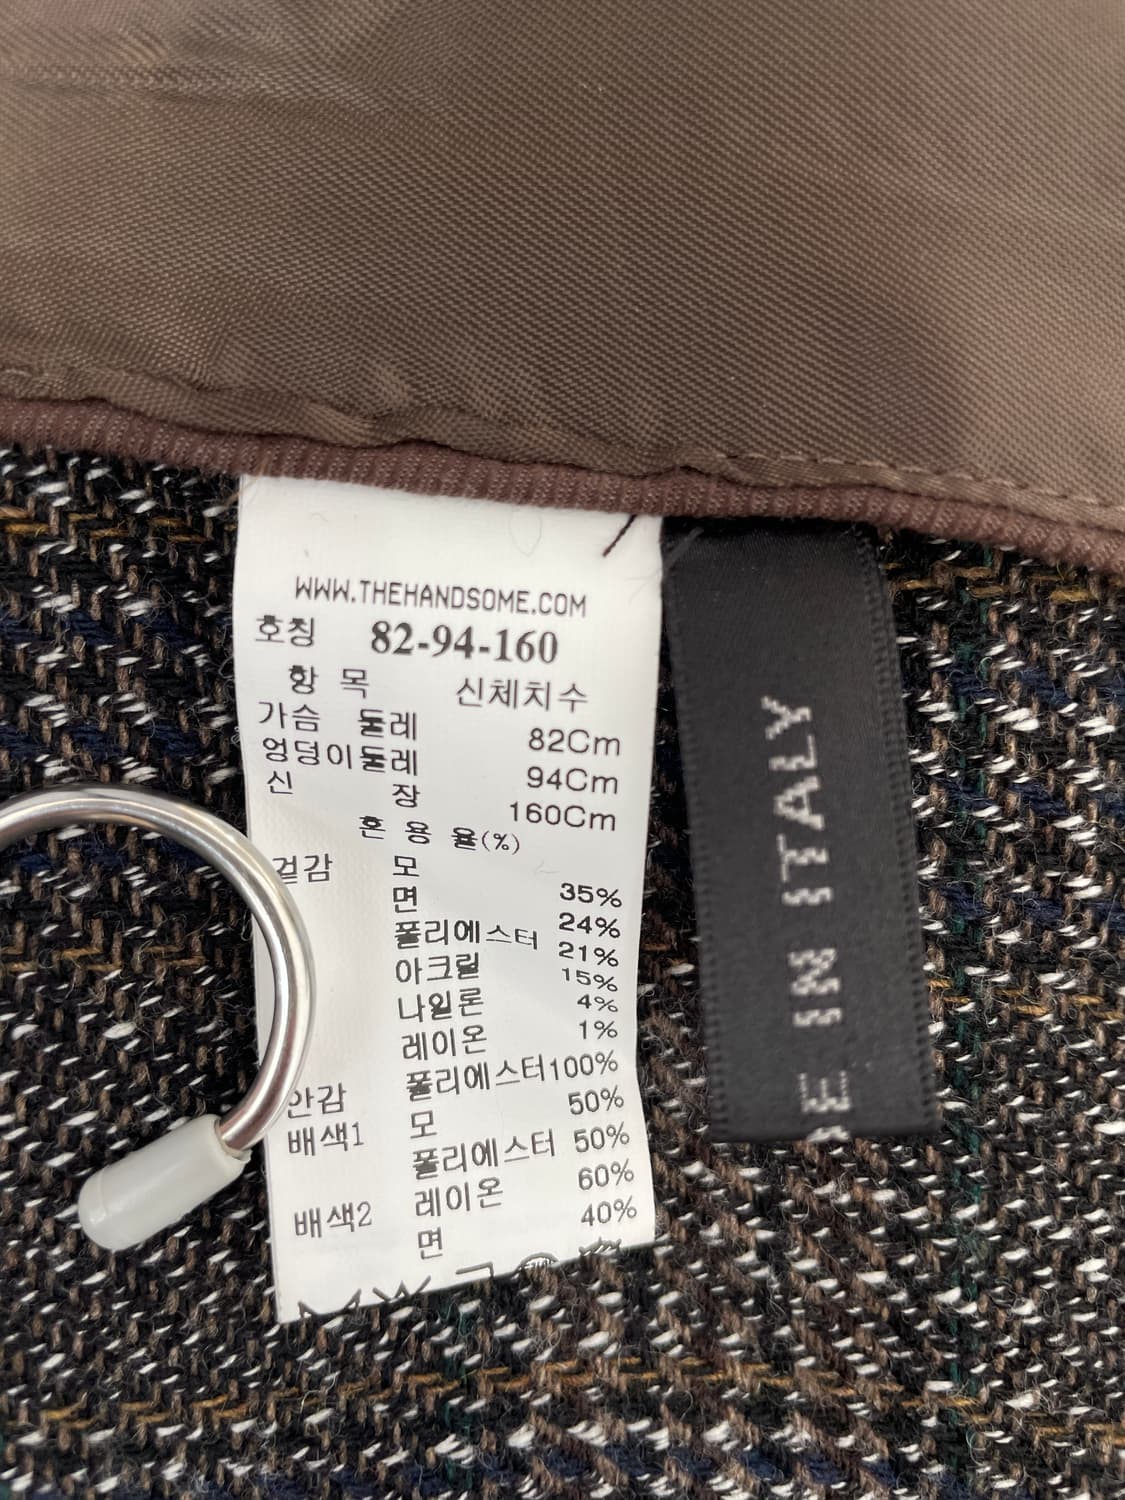 WWW.THEHANDSOME.COM
호칭 82-94-160
항 목 신체치수
가슴 둘레 82Cm
엉덩이둘레 94Cm
신 장 160Cm
혼 용 율(%)
겉감 모 35%
면 24%
폴리에스터 21%
아크릴 15%
나일론 4%
레이온 1%
안감 폴리에스터100%
배색1 모 50%
폴리에스터 50%
배색2 레이온 60%
면 40%
IN ITALY